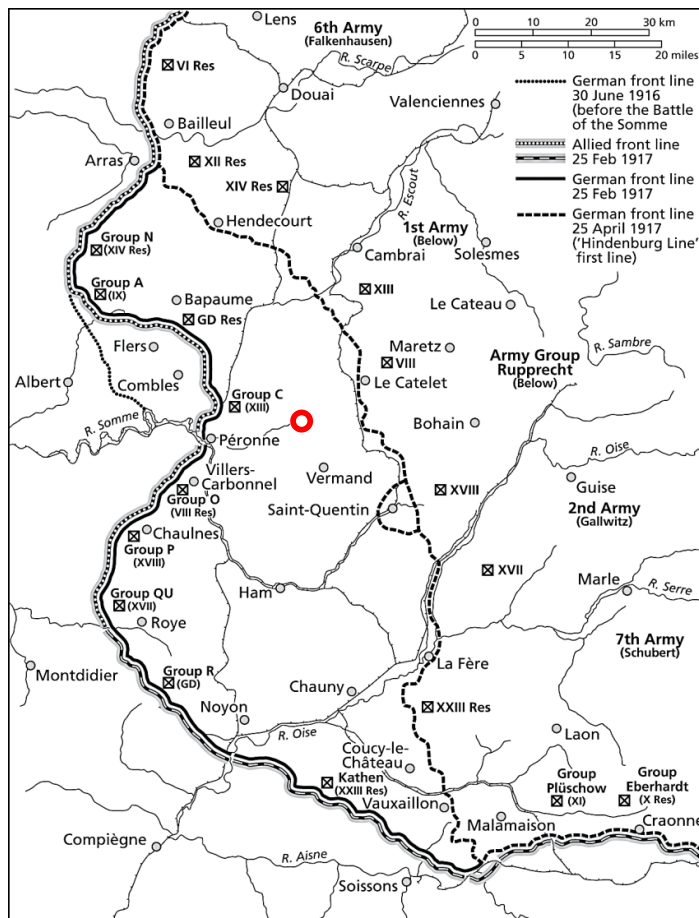 Lens
6th Army
(Falkenhausen)
0 10 20 30 km
0 10 20 miles
VI Res
R. Scarpe
Douai
Valenciennes
German front line
30 June 1916
(before the Battle
of the Somme
Bailleul
Allied front line
25 Feb 1917
Arras
XII Res
XIV Res
R. Escout
German front line
25 Feb 1917
Hendecourt
1st Army
(Below)
German front line
25 April 1917
('Hindenburg Line'
first line)
Group N
(XIV Res)
Cambrai
Solesmes
Group A
(IX)
Bapaume
XIII
Le Cateau
GD Res
Flers
Maretz
R. Sambre
VIII
Army Group
Rupprecht
(Below)
Albert
Combles
Le Catelet
Group C
(XIII)
R. Somme
Bohain
Péronne
R. Oise
Villers-
Carbonnel
Vermand
Guise
Group O
(VIII Res)
XVIII
Saint-Quentin
2nd Army
(Gallwitz)
Chaulnes
Group P
(XVIII)
XVII
Marle
Group QU
(XVII)
Ham
R. Serre
Roye
7th Army
(Schubert)
Montdidier
La Fère
Group R
(GD)
Chauny
Noyon
XXIII Res
R. Oise
Laon
Coucy-le-
Château
Kathen
(XXIII Res)
Group
Plüschow
(XI)
Group
Eberhardt
(X Res)
Vauxaillon
Malamaison
Craonne
Compiègne
R. Aisne
Soissons